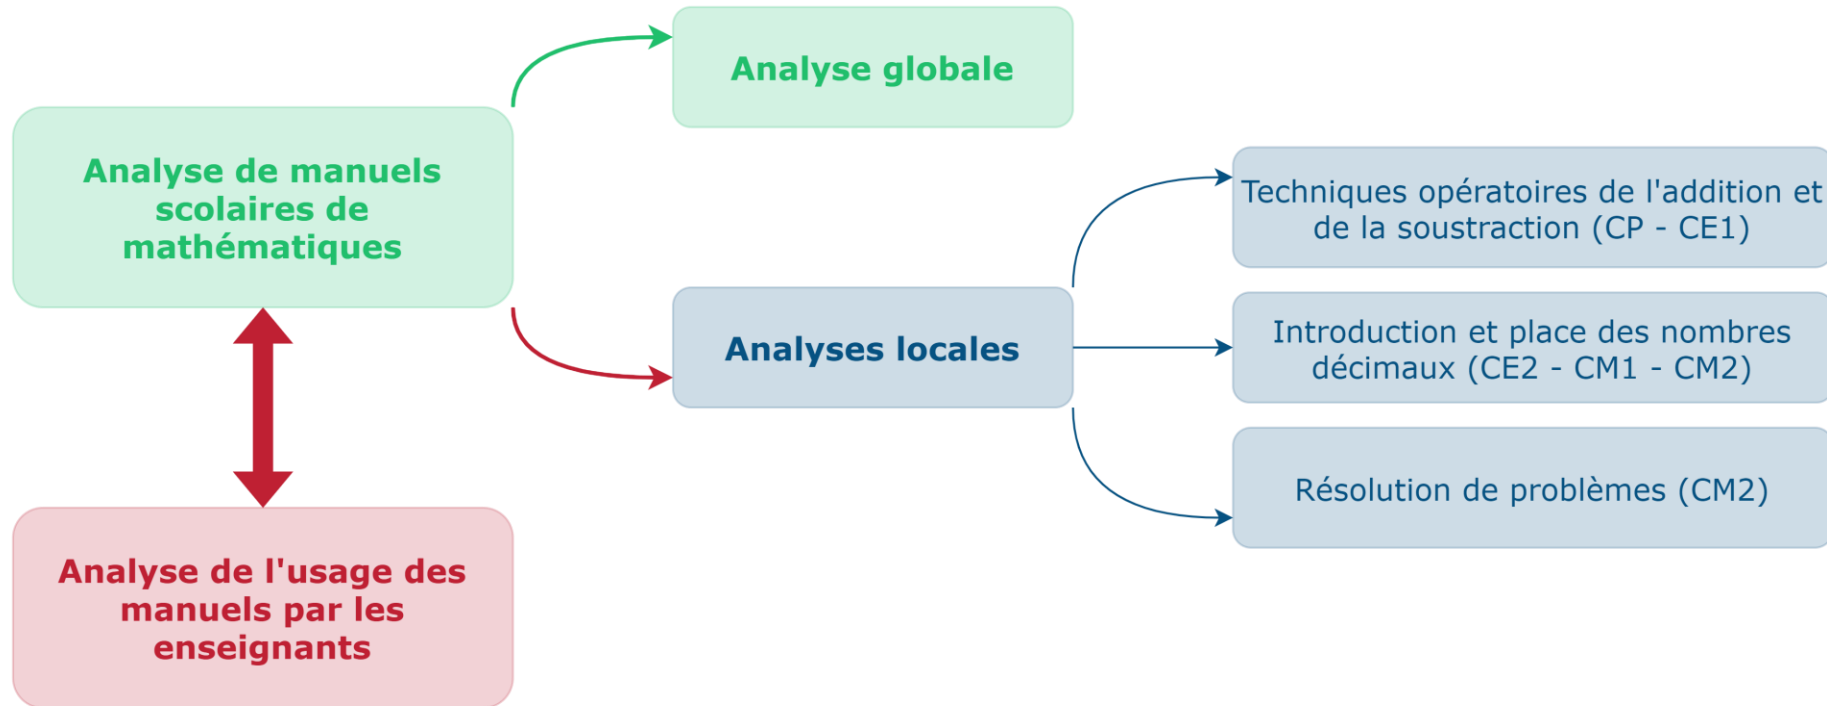 Analyse globale
Analyse de manuels
scolaires de
mathématiques
Techniques opératoires de l'addition et
de la soustraction (CP - CE1)
Analyses locales
Introduction et place des nombres
décimaux (CE2 - CM1 - CM2)
Résolution de problèmes (CM2)
Analyse de l'usage des
manuels par les
enseignants